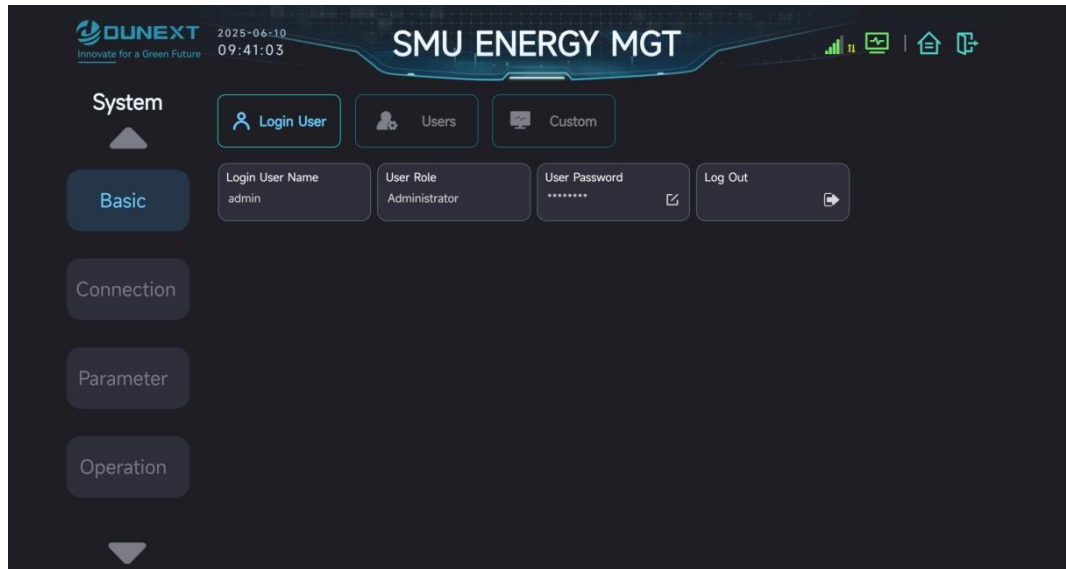 DUNEXT
Innovate for a Green Future
2025-06-10
09:41:03
SMU ENERGY MGT
System
Login User
Users
Custom
Login User Name
admin
User Role
Administrator
User Password
********
Log Out
Basic
Connection
Parameter
Operation